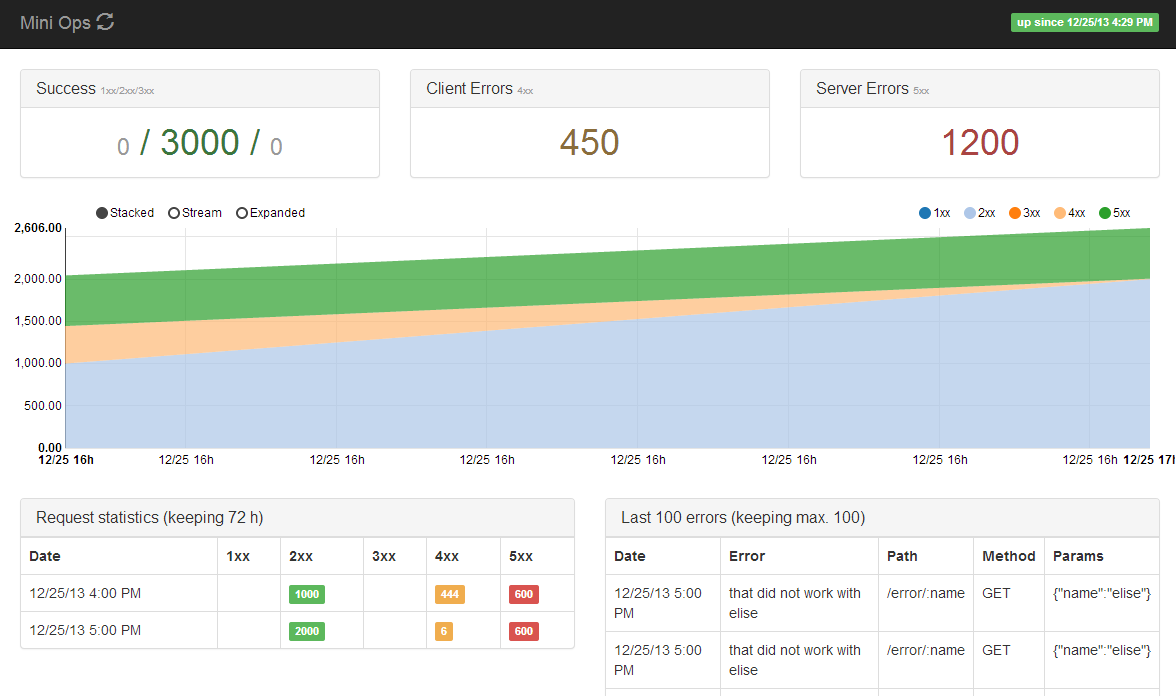 Mini Ops
up since 12/25/13 4:29 PM
Success 1xx/2xx/3xx
0 / 3000 / 0
Client Errors 4xx
450
Server Errors 5xx
1200
Stacked Stream Expanded
1xx 2xx 3xx 4xx 5xx
2,606.00
2,000.00
1,500.00
1,000.00
500.00
0.00
12/25 16h 12/25 16h 12/25 16h 12/25 16h 12/25 16h 12/25 16h 12/25 16h 12/25 16h 12/25 17h
Request statistics (keeping 72 h)
Date 1xx 2xx 3xx 4xx 5xx
12/25/13 4:00 PM 1000 444 600
12/25/13 5:00 PM 2000 6 600
Last 100 errors (keeping max. 100)
Date Error Path Method Params
12/25/13 5:00 that did not work with /error/:name GET {"name":"elise"}
PM elise
12/25/13 5:00 that did not work with /error/:name GET {"name":"elise"}
PM elise